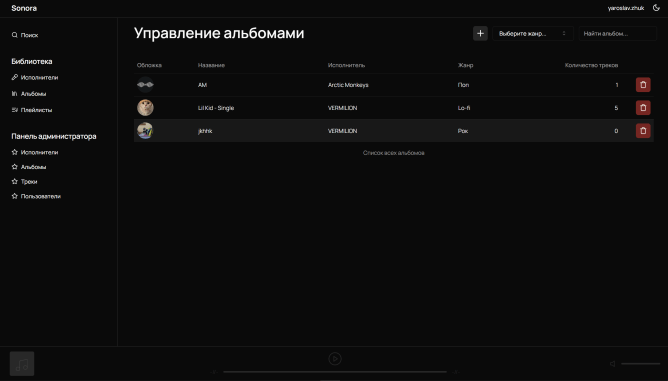 Sonora
yaroslav.zhuk
Поиск
Библиотека
Исполнители
Альбомы
Плейлисты
Панель администратора
Исполнители
Альбомы
Треки
Пользователи
Управление альбомами
Выберите жанр...
Найти альбом...
Обложка Название Исполнитель Жанр Количество треков
AM Arctic Monkeys Поп 1
Lil Kid - Single VERMILION Lo-fi 5
jkhhk VERMILION Рок 0
Список всех альбомов